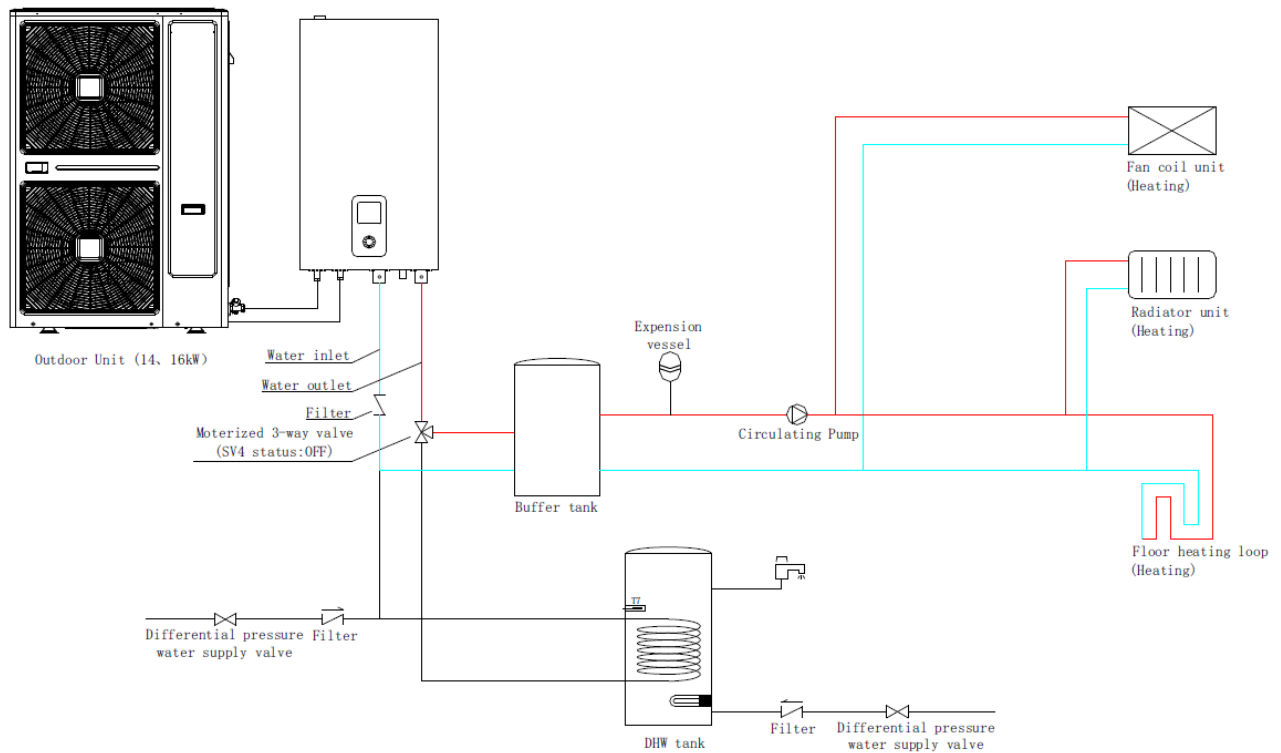 Fan coil unit
(Heating)
Radiator unit
(Heating)
Expension
vessel
Outdoor Unit (14、16kW)
Water inlet
Water outlet
Filter
Moterized 3-way valve
(SV4 status:OFF)
Circulating Pump
Buffer tank
Floor heating loop
(Heating)
T7
Differential pressure
water supply valve
Filter
DHW tank
Filter
Differential pressure
water supply valve